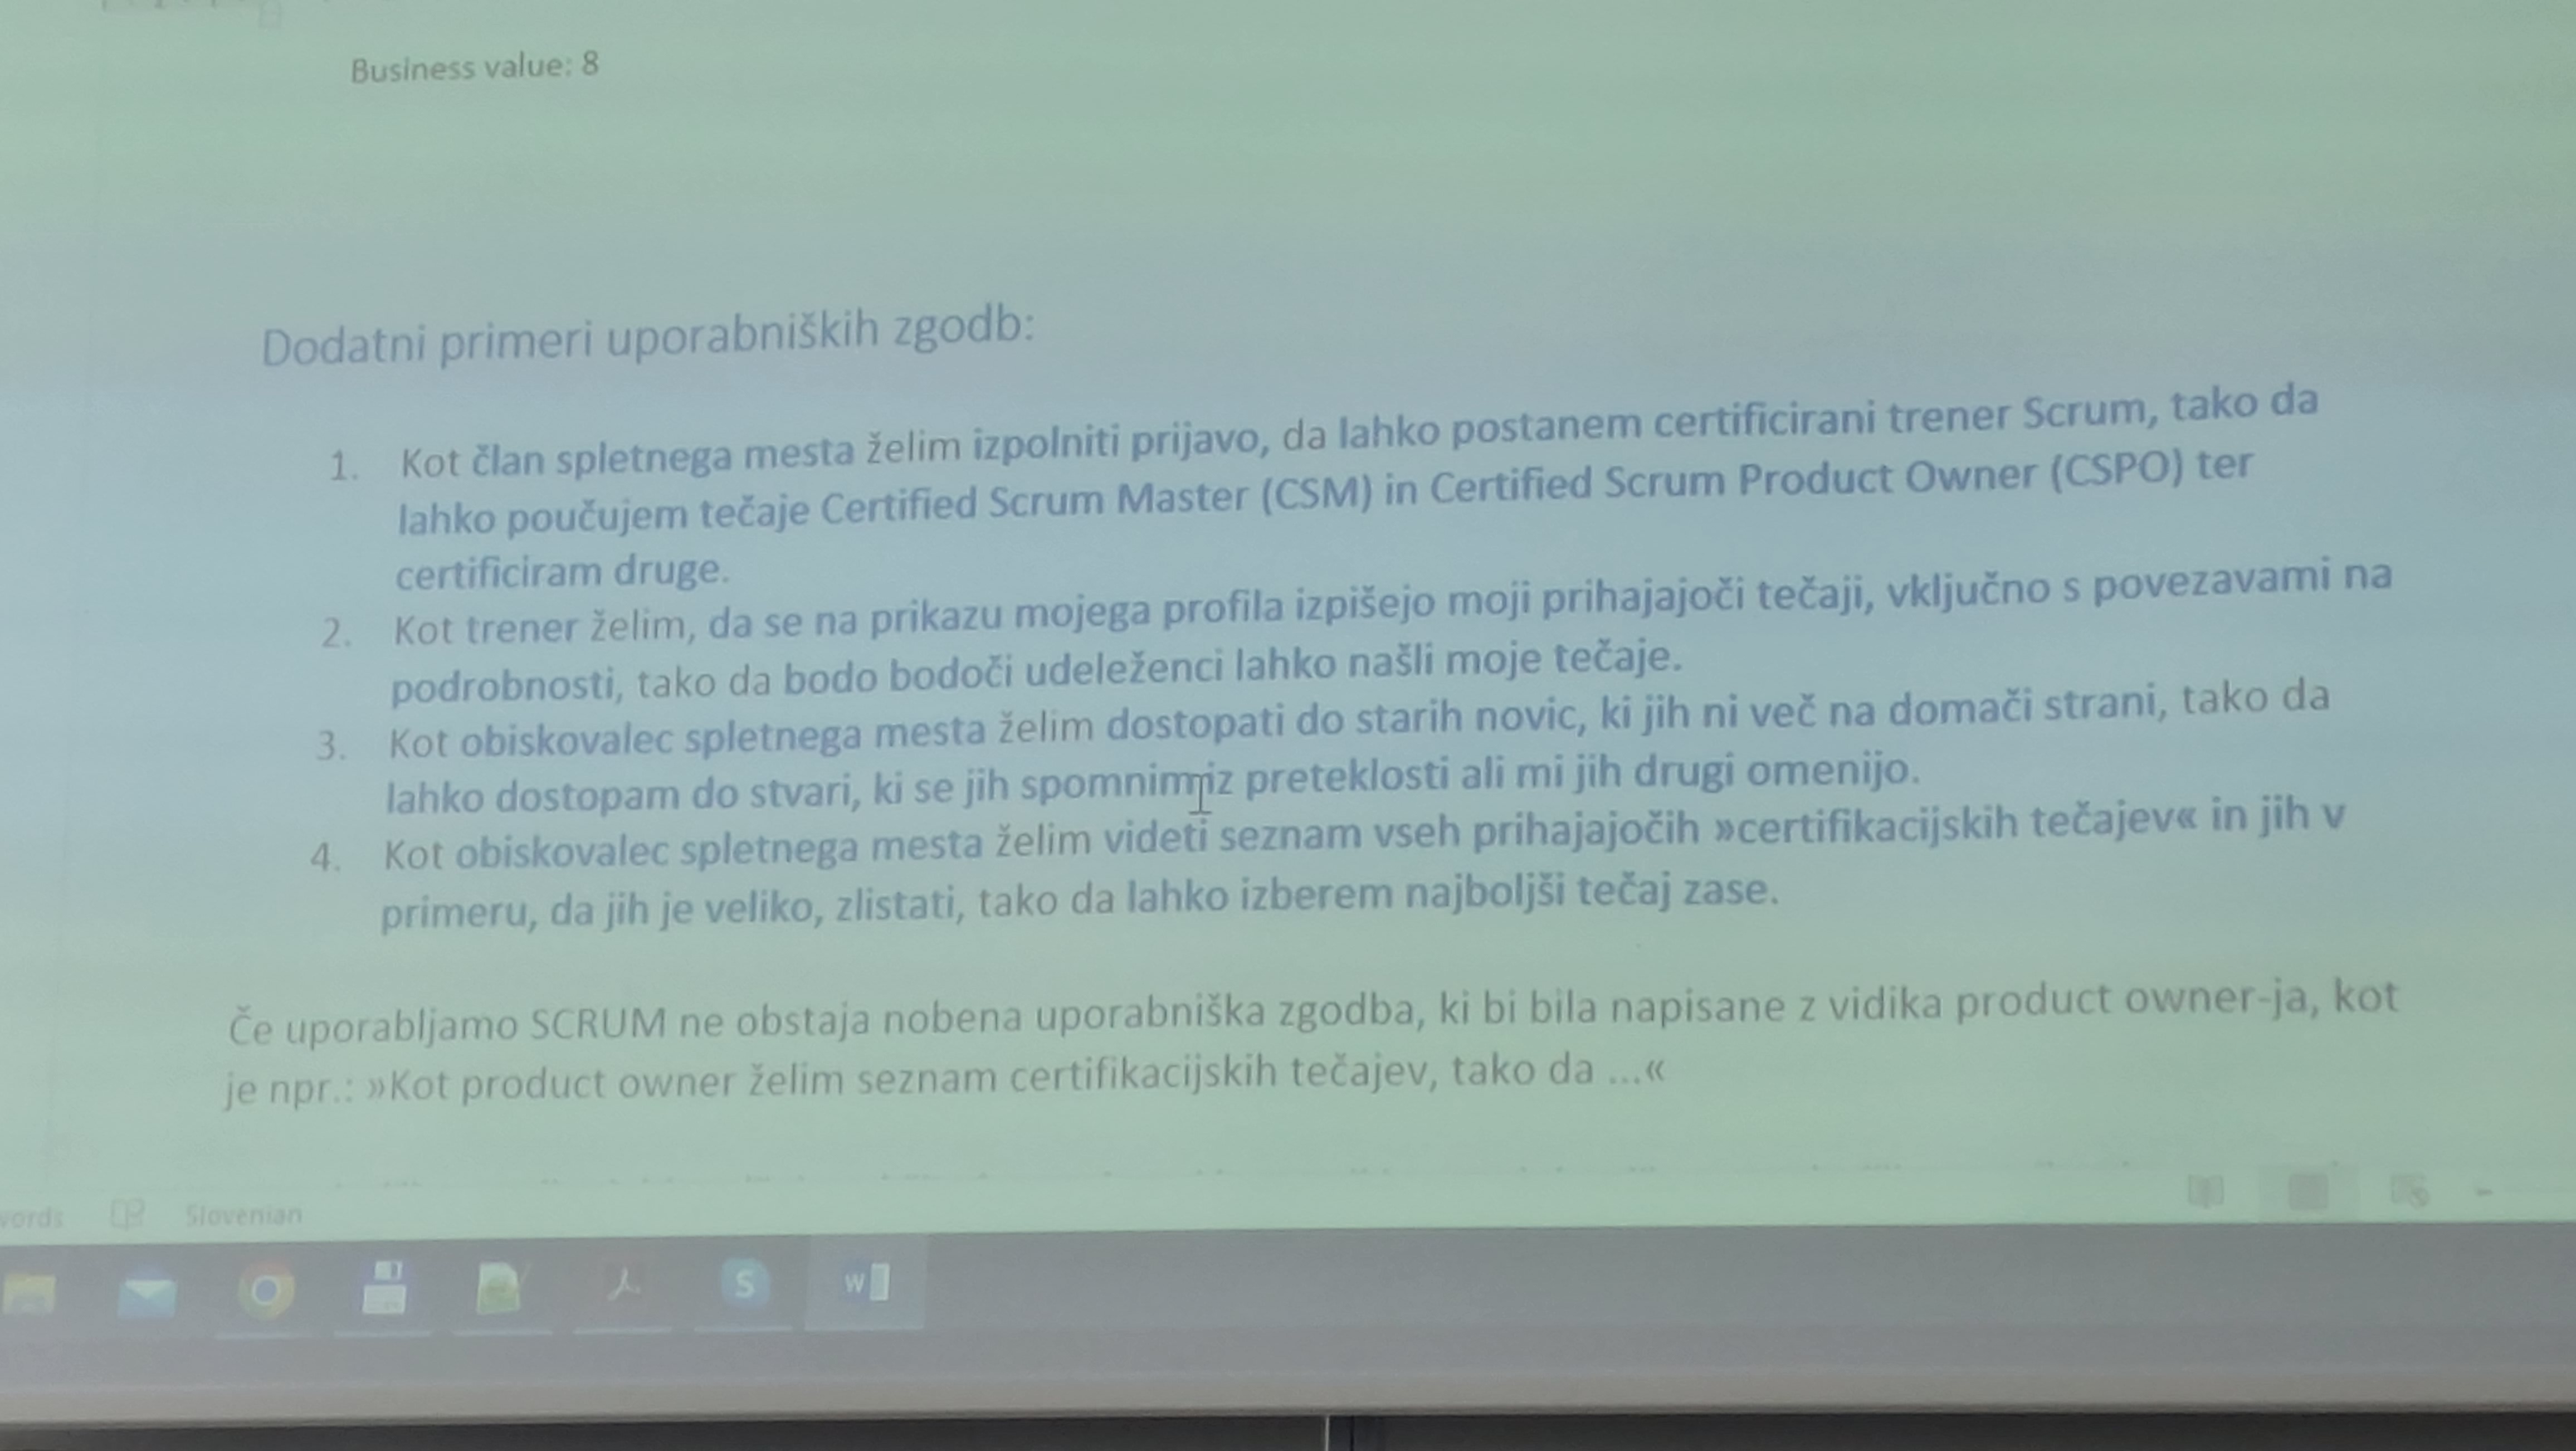 Business value: 8
Dodatni primeri uporabniških zgodb:
1. Kot član spletnega mesta želim izpolniti prijavo, da lahko postanem certificirani trener Scrum, tako da
lahko poučujem tečaje Certified Scrum Master (CSM) in Certified Scrum Product Owner (CSPO) ter
certificiram druge.
2. Kot trener želim, da se na prikazu mojega profila izpišejo moji prihajajoči tečaji, vključno s povezavami na
podrobnosti, tako da bodo bodoči udeleženci lahko našli moje tečaje.
3. Kot obiskovalec spletnega mesta želim dostopati do starih novic, ki jih ni več na domači strani, tako da
lahko dostopam do stvari, ki se jih spomnim iz preteklosti ali mi jih drugi omenijo.
4. Kot obiskovalec spletnega mesta želim videti seznam vseh prihajajočih »certifikacijskih tečajev« in jih v
primeru, da jih je veliko, zlistati, tako da lahko izberem najboljši tečaj zase.
Če uporabljamo SCRUM ne obstaja nobena uporabniška zgodba, ki bi bila napisane z vidika product owner-ja, kot
je npr.: »Kot product owner želim seznam certifikacijskih tečajev, tako da ...«
words Slovenian
S W